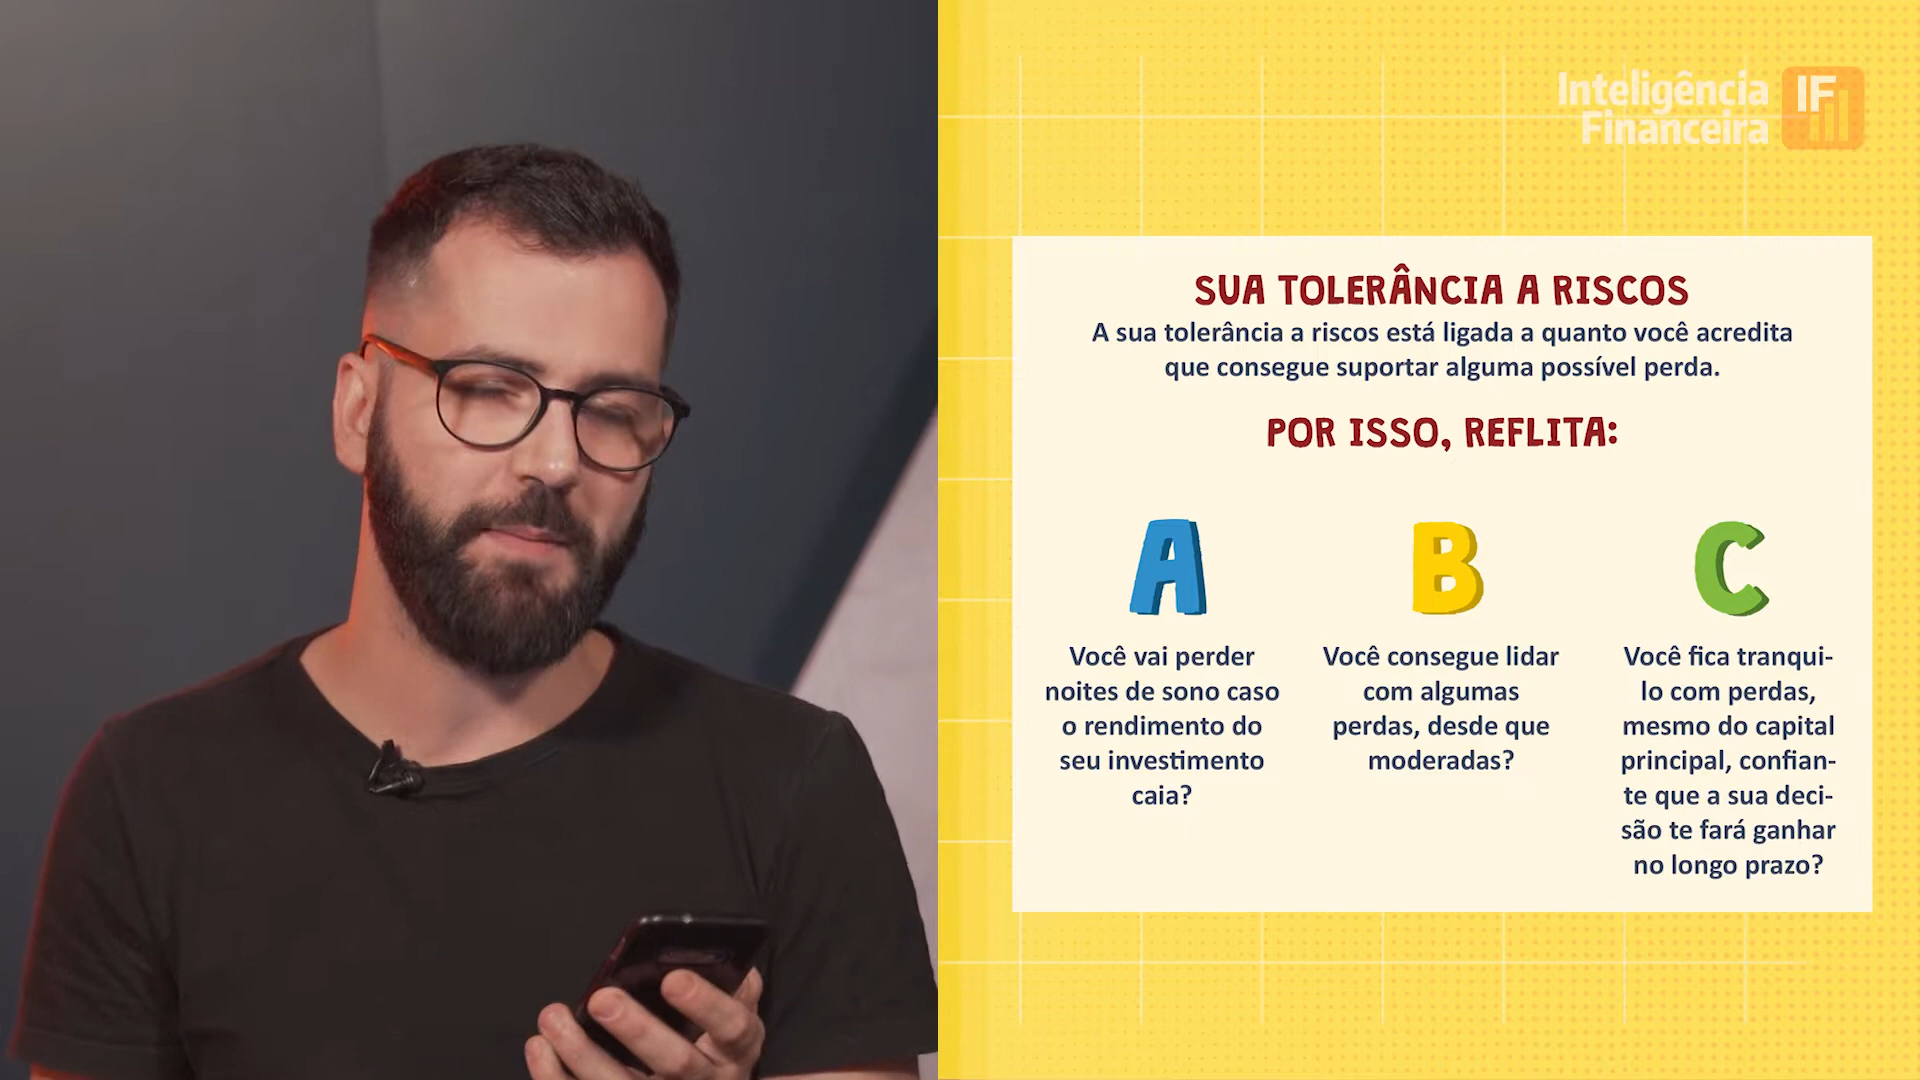 Inteligência
Financeira
IF
SUA TOLERÂNCIA A RISCOS
A sua tolerância a riscos está ligada a quanto você acredita
que consegue suportar alguma possível perda.
POR ISSO, REFLITA:
A
Você vai perder
noites de sono caso
o rendimento do
seu investimento
caia?
B
Você consegue lidar
com algumas
perdas, desde que
moderadas?
C
Você fica tranqui-
lo com perdas,
mesmo do capital
principal, confian-
te que a sua deci-
são te fará ganhar
no longo prazo?